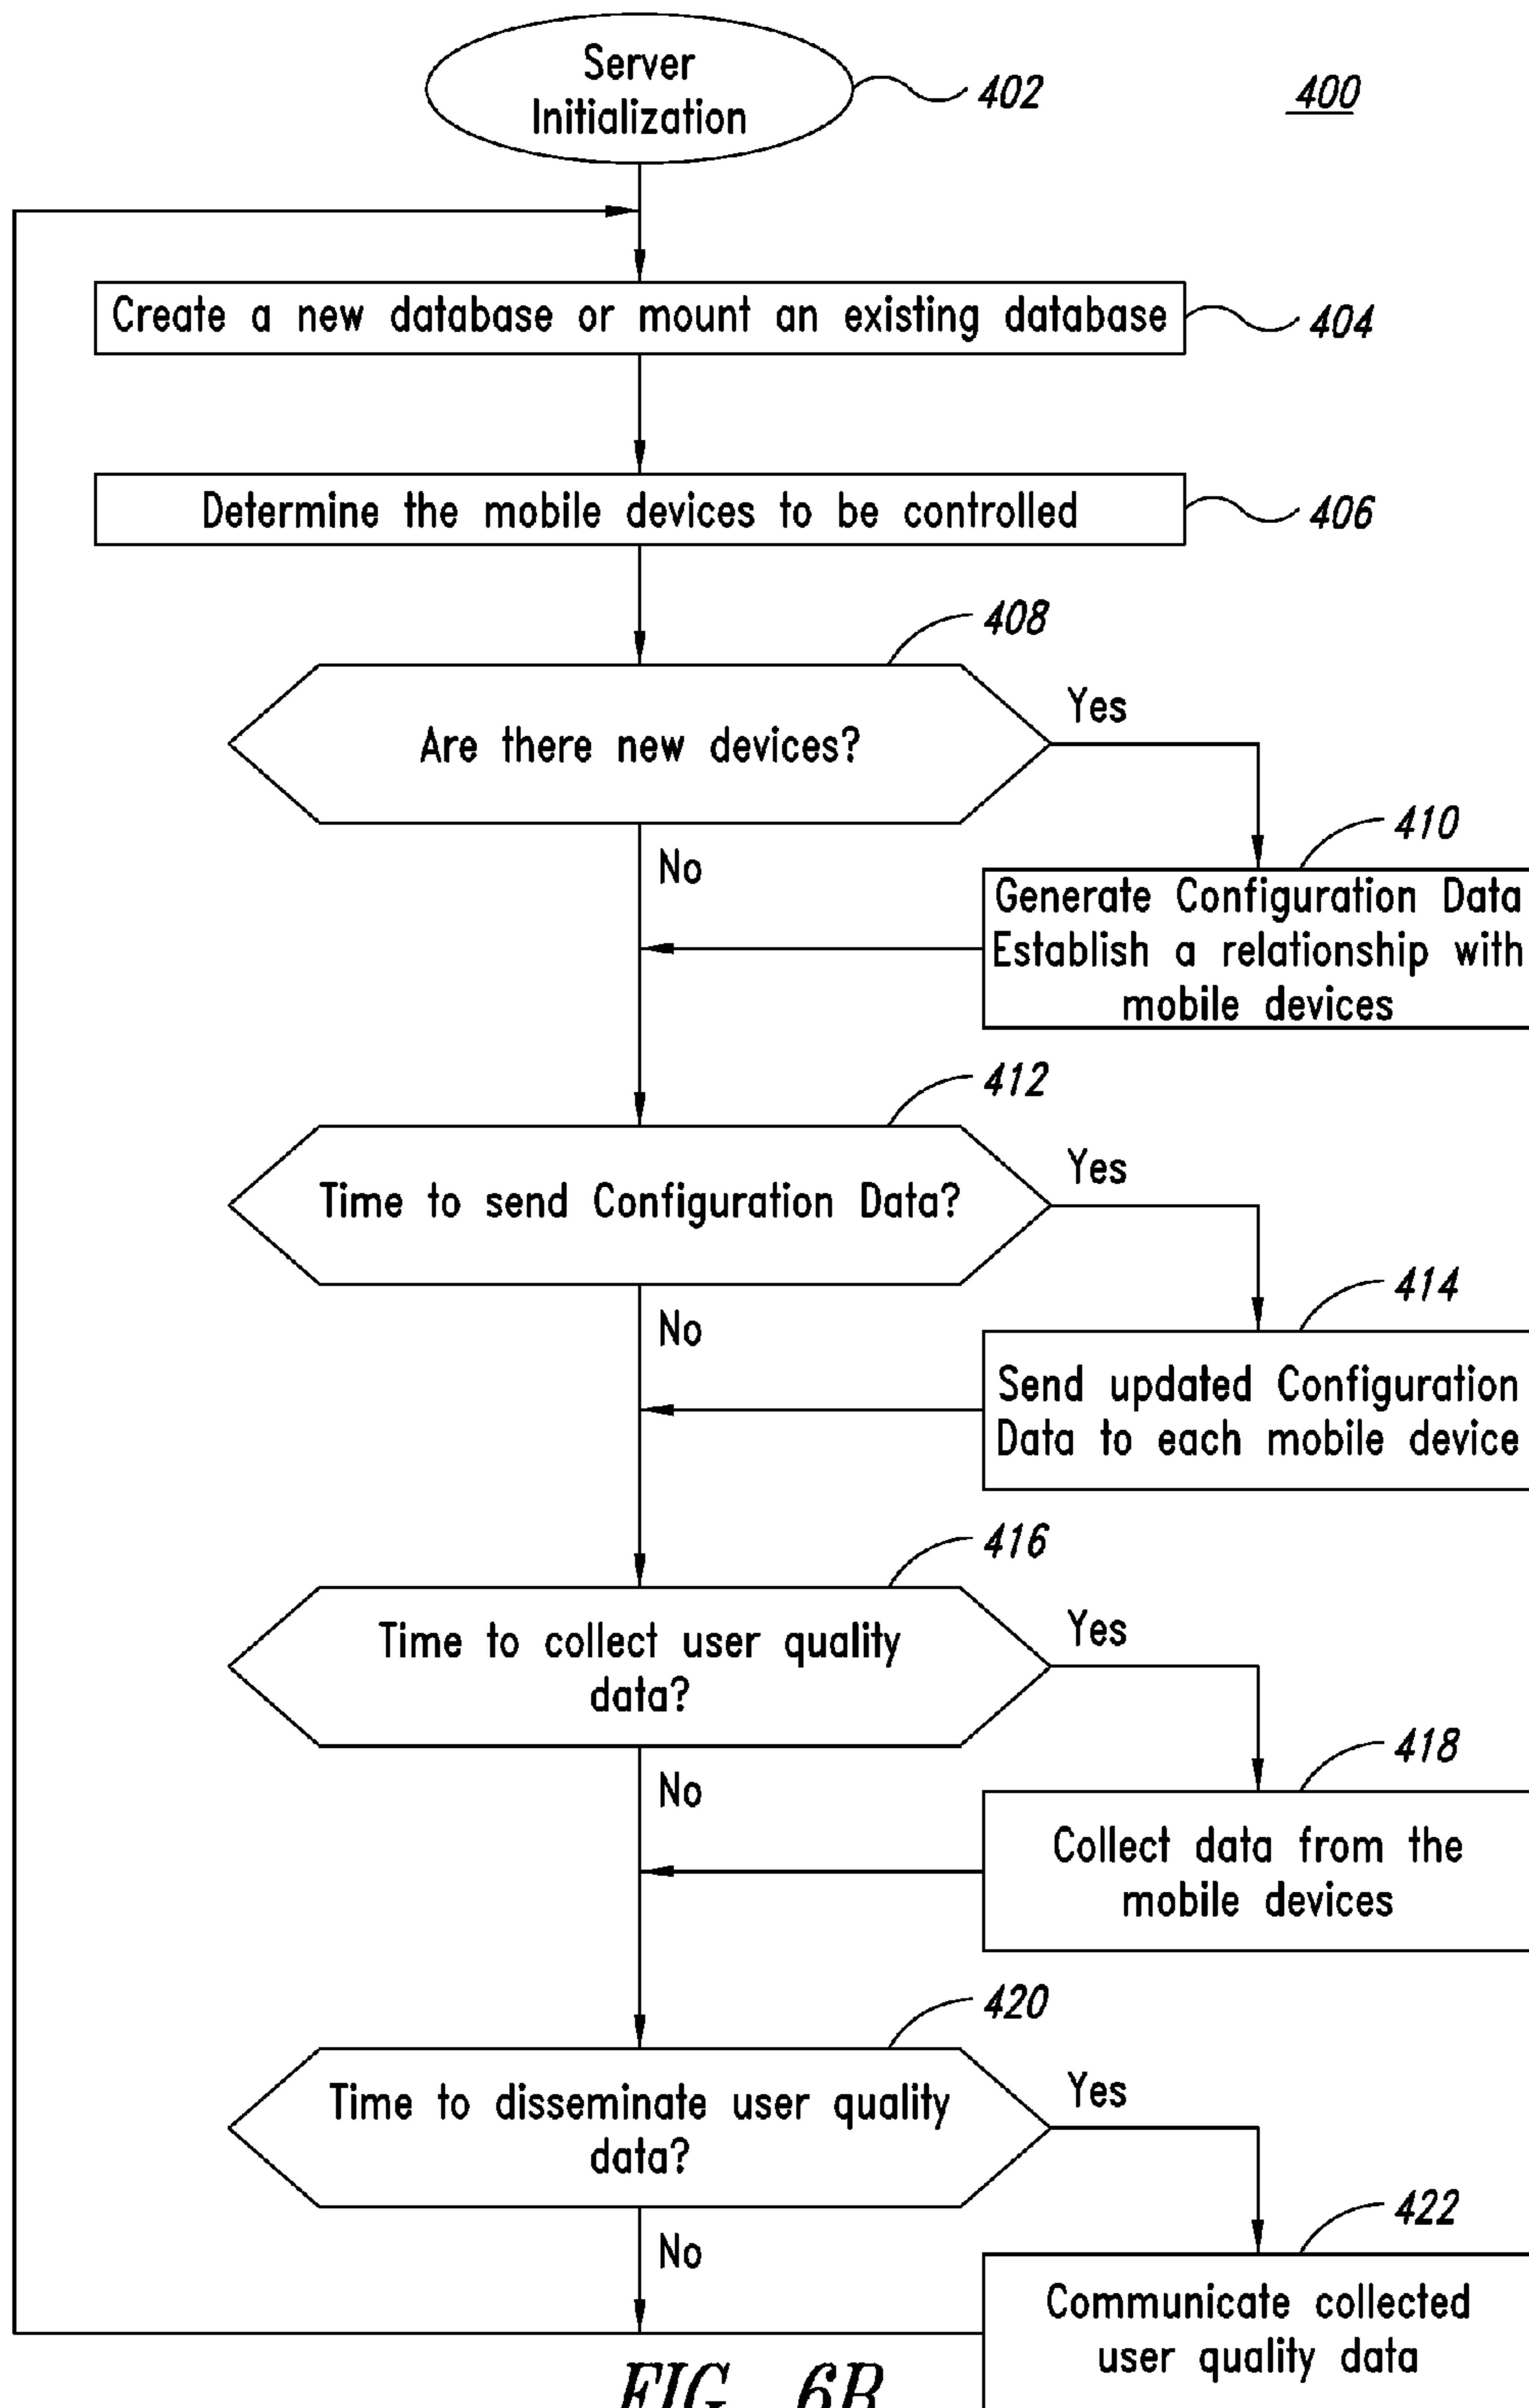 Server
Initialization
402
400
Create a new database or mount an existing database
404
Determine the mobile devices to be controlled
406
408
Are there new devices?
Yes
No
410
Generate Configuration Data
Establish a relationship with
mobile devices
412
Time to send Configuration Data?
Yes
No
414
Send updated Configuration
Data to each mobile device
416
Time to collect user quality
data?
Yes
No
418
Collect data from the
mobile devices
420
Time to disseminate user quality
data?
Yes
No
422
Communicate collected
user quality data
FIG. 6B